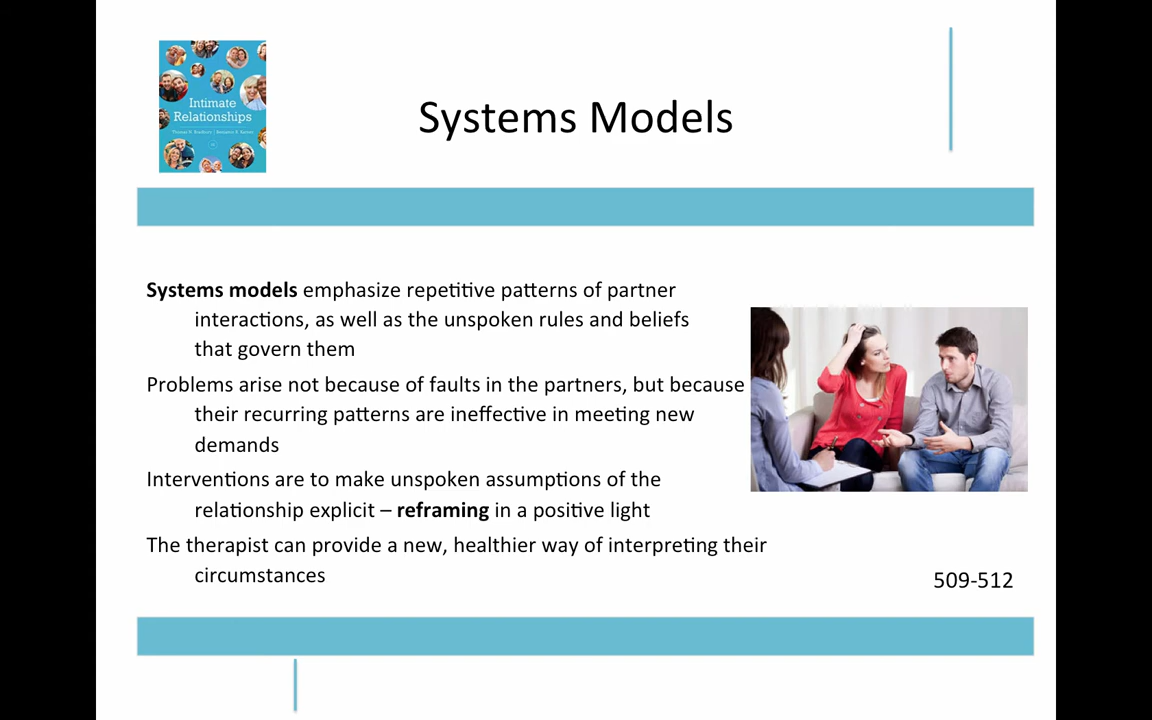 Intimate
Relationships
Systems Models
Systems models emphasize repetitive patterns of partner
interactions, as well as the unspoken rules and beliefs
that govern them
Problems arise not because of faults in the partners, but because
their recurring patterns are ineffective in meeting new
demands
Interventions are to make unspoken assumptions of the
relationship explicit – reframing in a positive light
The therapist can provide a new, healthier way of interpreting their
circumstances
509-512